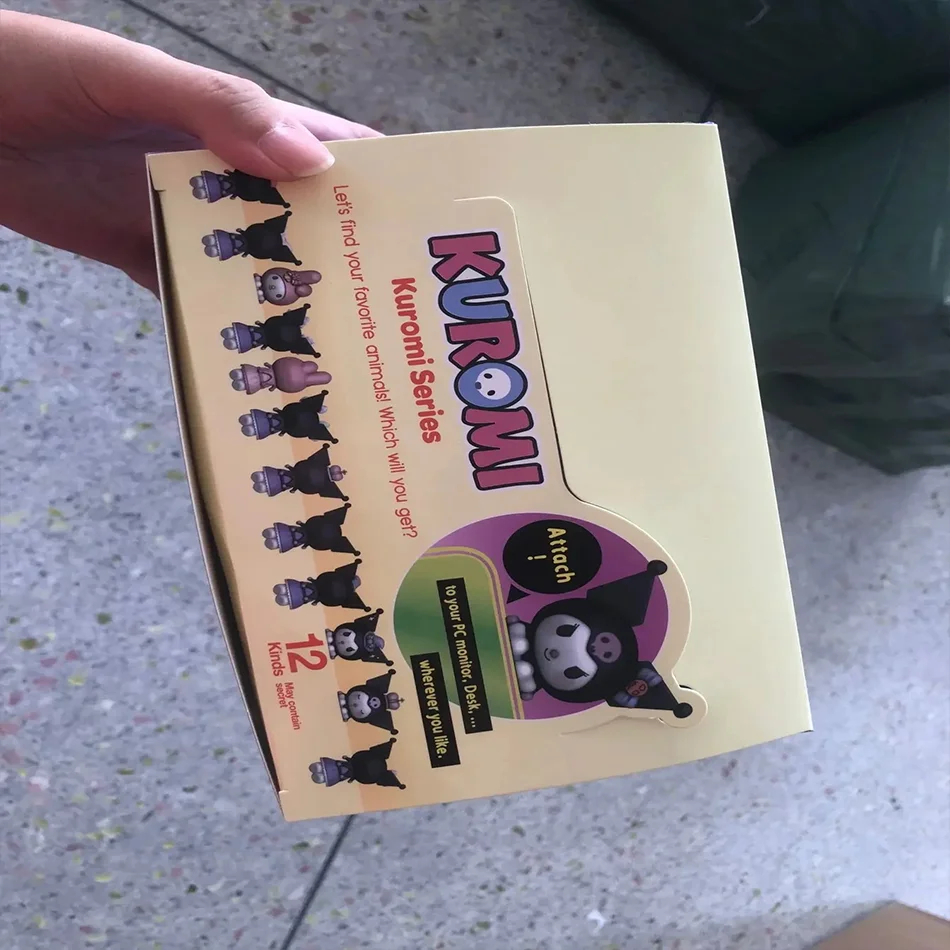 KUROMI
Kuromi Series
Let's find your favorite animals! Which will you get?
Attach
!
to your PC monitor, Desk, ...
wherever you like.
12
Kinds
May contain
secret